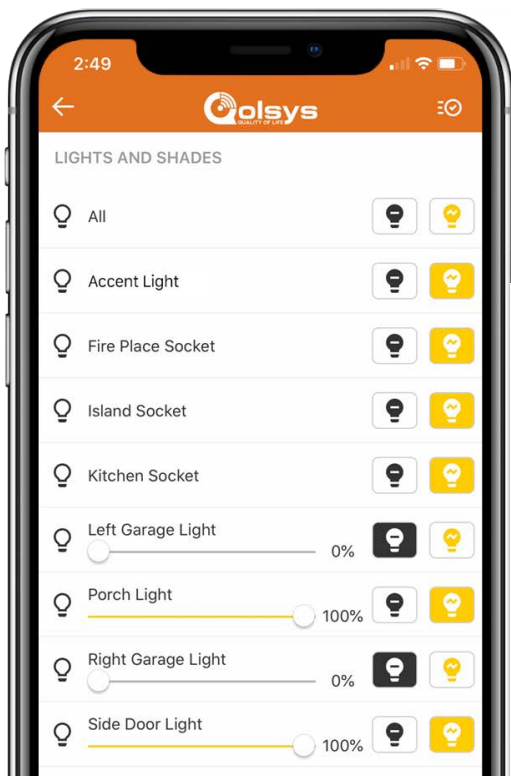 2:49
Qolsys
QUALITY OF LIFE
LIGHTS AND SHADES
All
Accent Light
Fire Place Socket
Island Socket
Kitchen Socket
Left Garage Light
0%
Porch Light
100%
Right Garage Light
0%
Side Door Light
100%